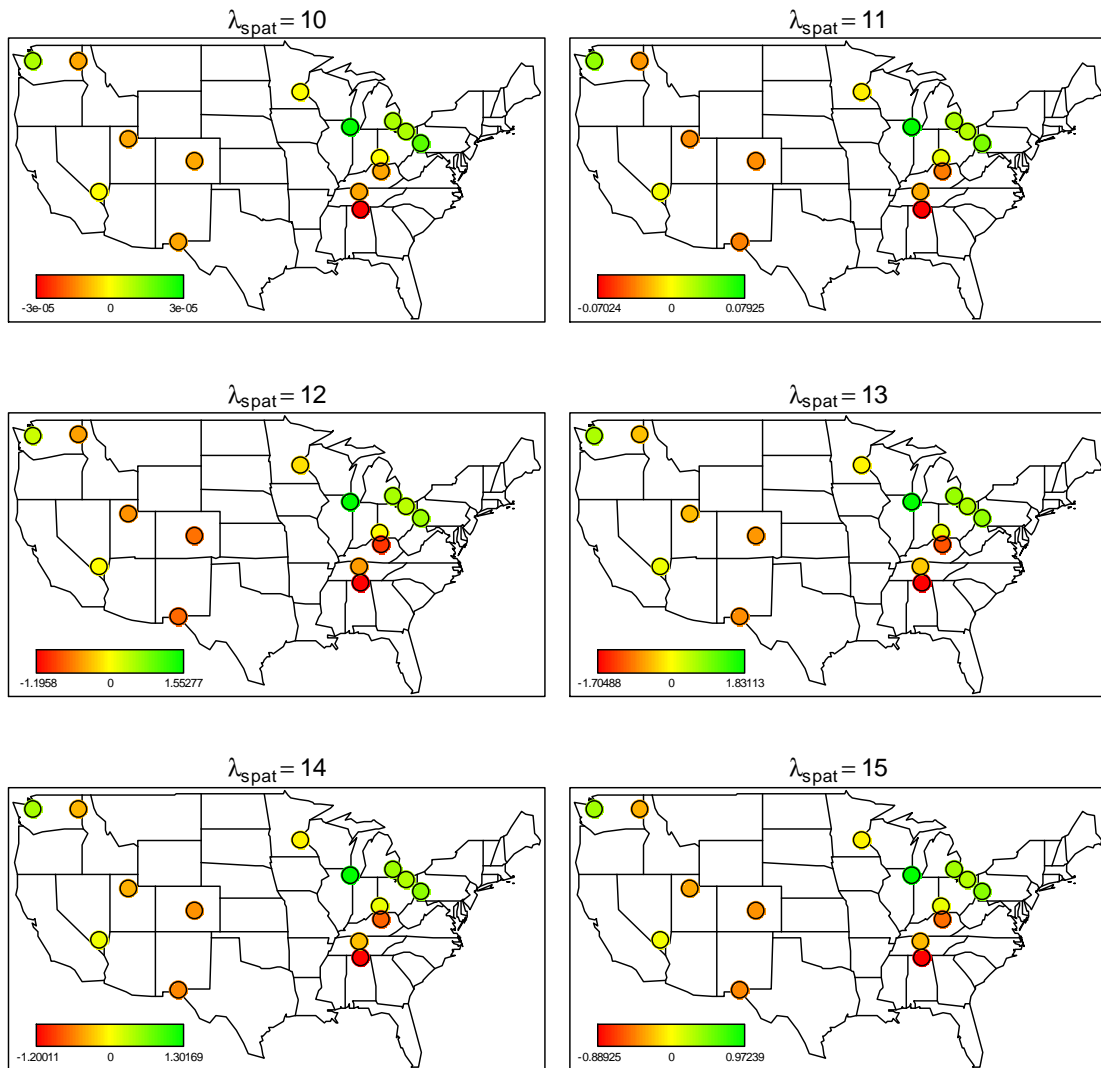 λspat = 10
-3e-05 0 3e-05
λspat = 11
-0.07024 0 0.07925
λspat = 12
-1.1958 0 1.55277
λspat = 13
-1.70488 0 1.83113
λspat = 14
-1.20011 0 1.30169
λspat = 15
-0.88925 0 0.97239